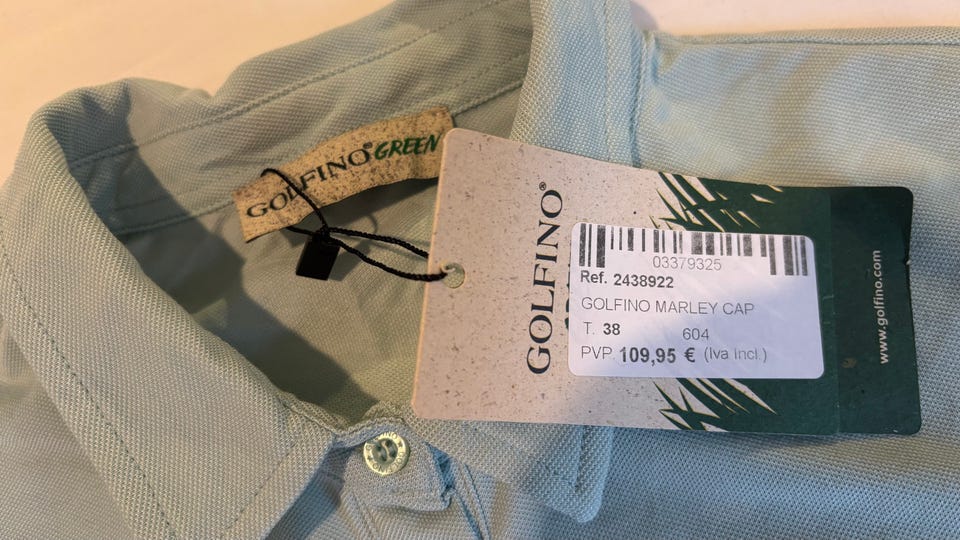 GOLFINO® GREEN
GOLFINO®
03379325
Ref. 2438922
GOLFINO MARLEY CAP
T. 38 604
PVP. 109,95 € (Iva Incl.)
www.golfino.com